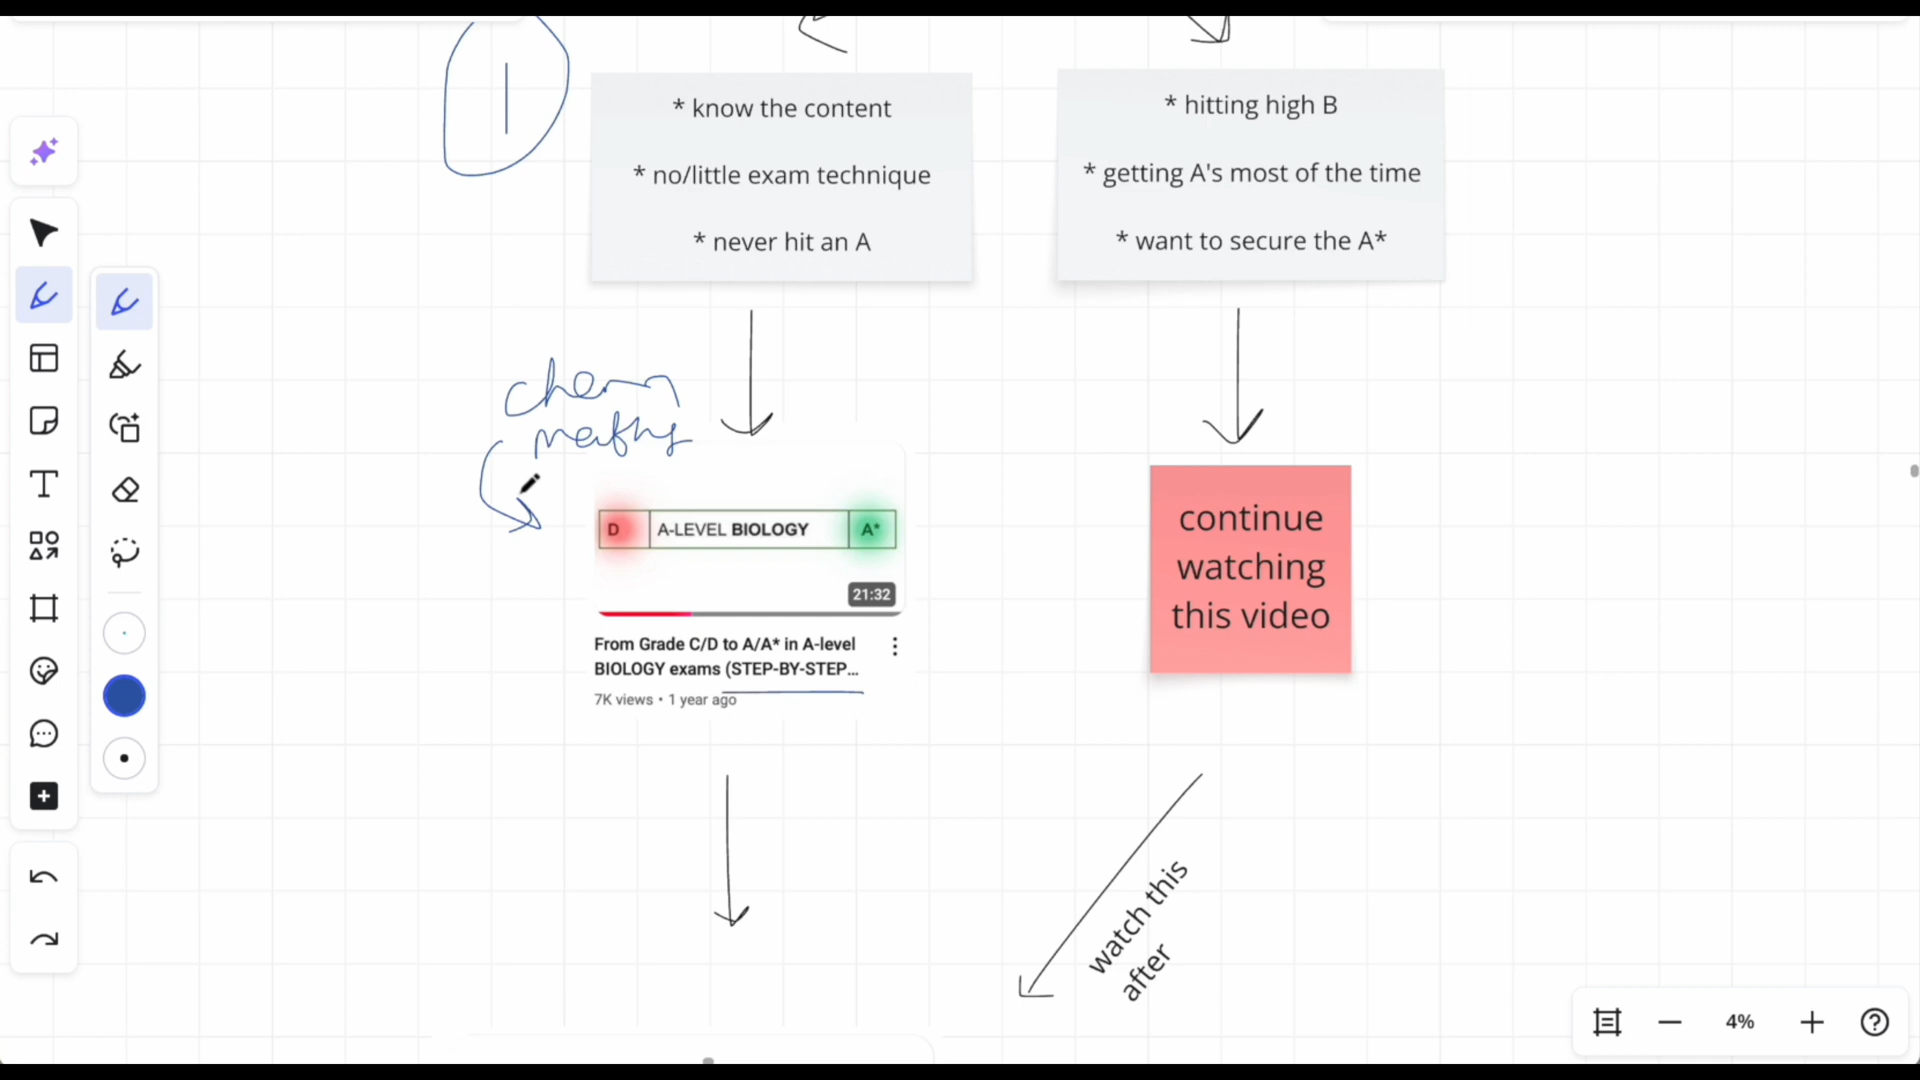 1
* know the content
* no/little exam technique
* never hit an A
* hitting high B
* getting A's most of the time
* want to secure the A*
chem
maths
D A-LEVEL BIOLOGY A*
21:32
From Grade C/D to A/A* in A-level
BIOLOGY exams (STEP-BY-STEP...
7K views • 1 year ago
continue
watching
this video
watch this
after
4%